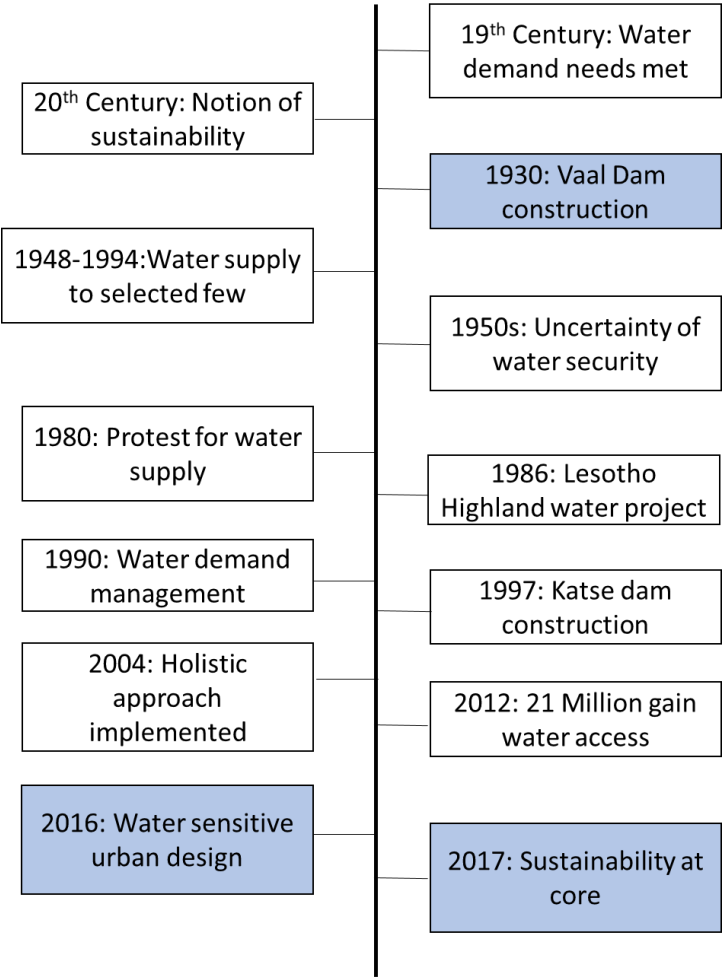 19th Century: Water
demand needs met
20th Century: Notion of
sustainability
1930: Vaal Dam
construction
1948-1994:Water supply
to selected few
1950s: Uncertainty of
water security
1980: Protest for water
supply
1986: Lesotho
Highland water project
1990: Water demand
management
1997: Katse dam
construction
2004: Holistic
approach
implemented
2012: 21 Million gain
water access
2016: Water sensitive
urban design
2017: Sustainability at
core